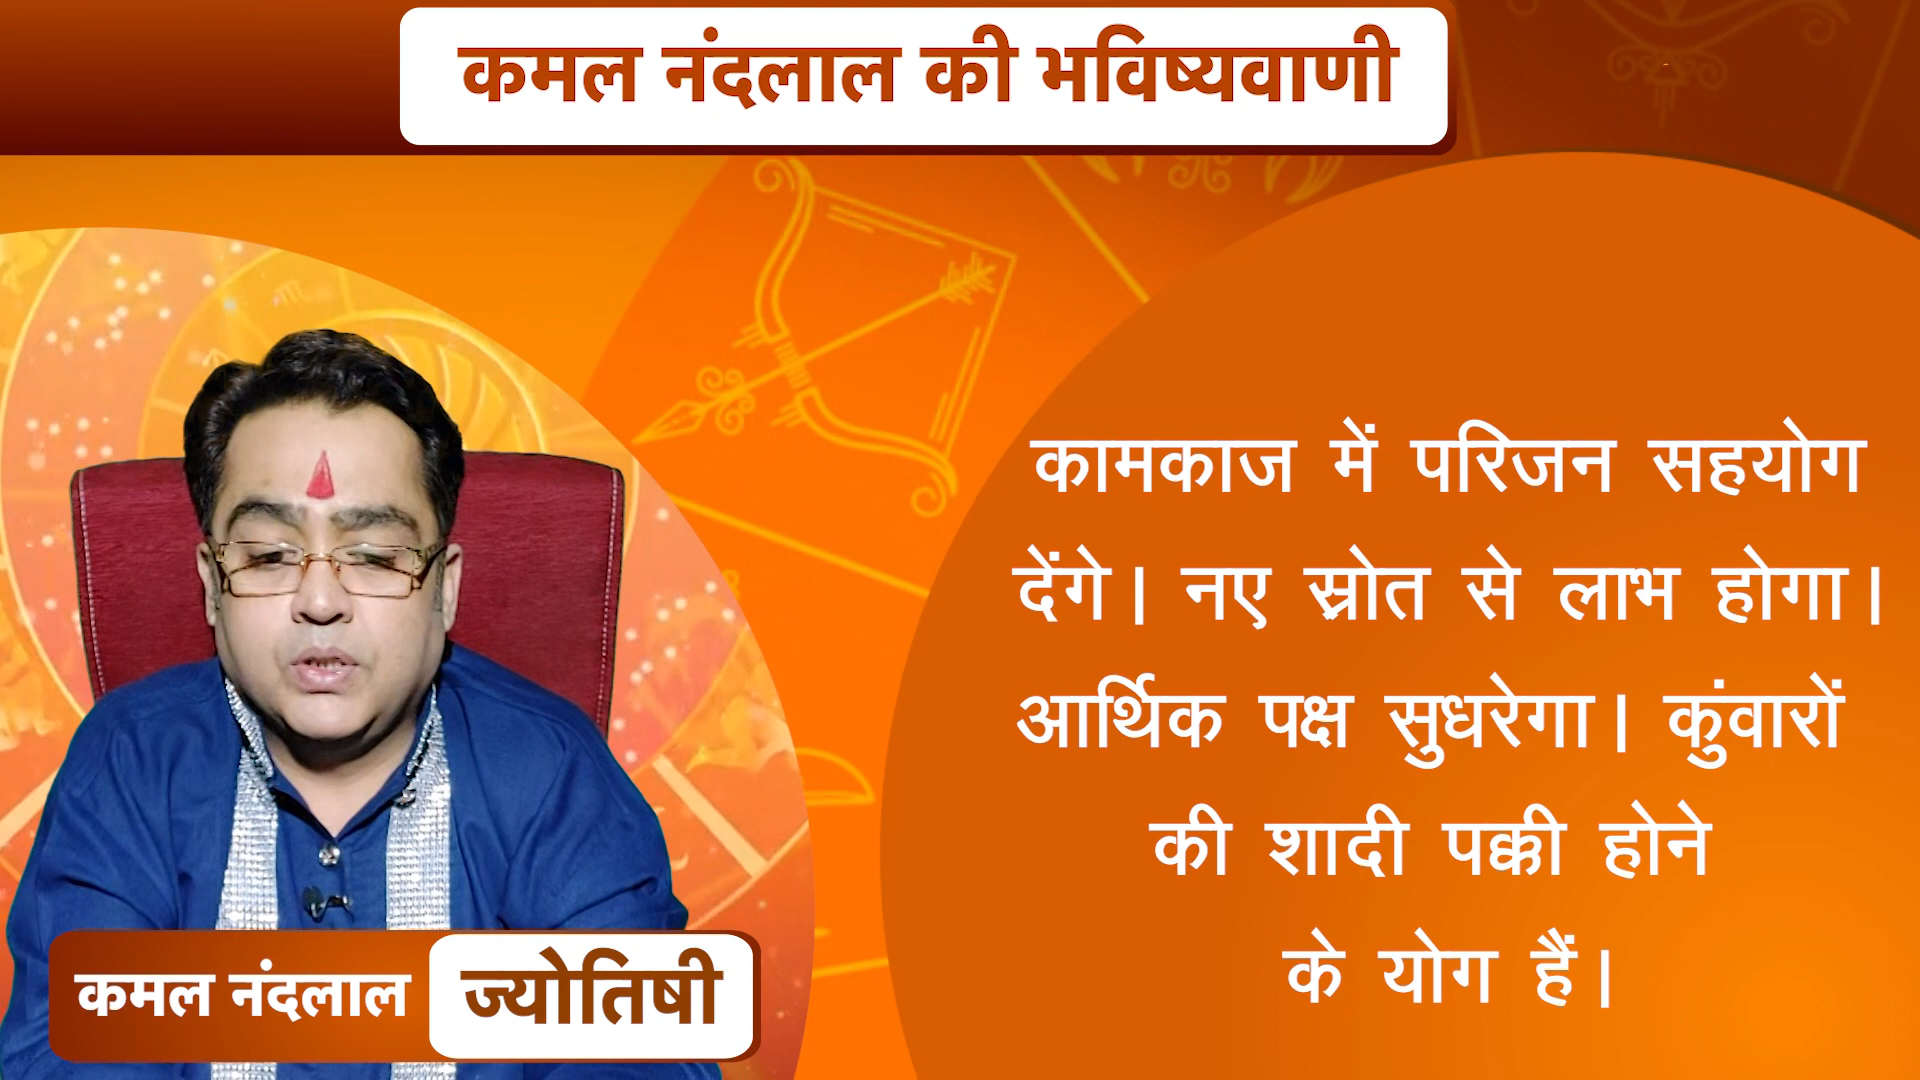 कमल नंदलाल की भविष्यवाणी
कामकाज में परिजन सहयोग
देंगे। नए स्रोत से लाभ होगा।
आर्थिक पक्ष सुधरेगा। कुंवारों
की शादी पक्की होने
के योग हैं।
कमल नंदलाल ज्योतिषी